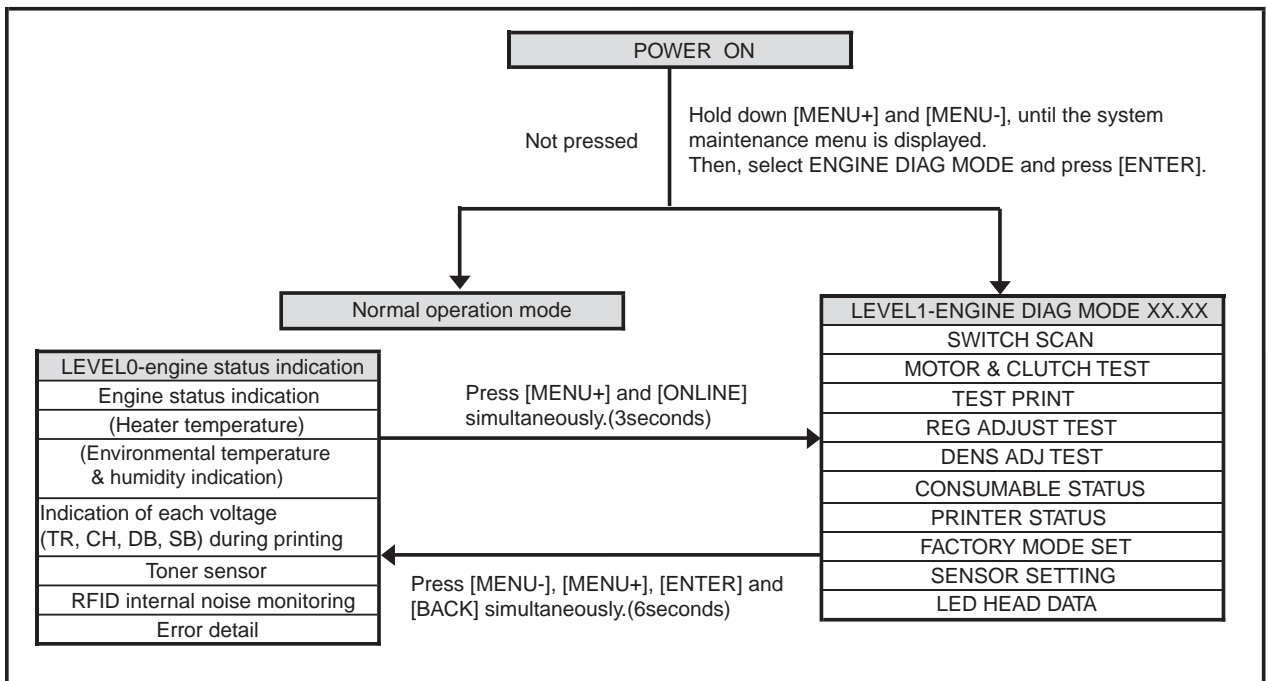 POWER ON
Not pressed
Hold down [MENU+] and [MENU-], until the system
maintenance menu is displayed.
Then, select ENGINE DIAG MODE and press [ENTER].
Normal operation mode
LEVEL0-engine status indication
Engine status indication
(Heater temperature)
(Environmental temperature
& humidity indication)
Indication of each voltage
(TR, CH, DB, SB) during printing
Toner sensor
RFID internal noise monitoring
Error detail
Press [MENU+] and [ONLINE]
simultaneously.(3seconds)
Press [MENU-], [MENU+], [ENTER] and
[BACK] simultaneously.(6seconds)
LEVEL1-ENGINE DIAG MODE XX.XX
SWITCH SCAN
MOTOR & CLUTCH TEST
TEST PRINT
REG ADJUST TEST
DENS ADJ TEST
CONSUMABLE STATUS
PRINTER STATUS
FACTORY MODE SET
SENSOR SETTING
LED HEAD DATA